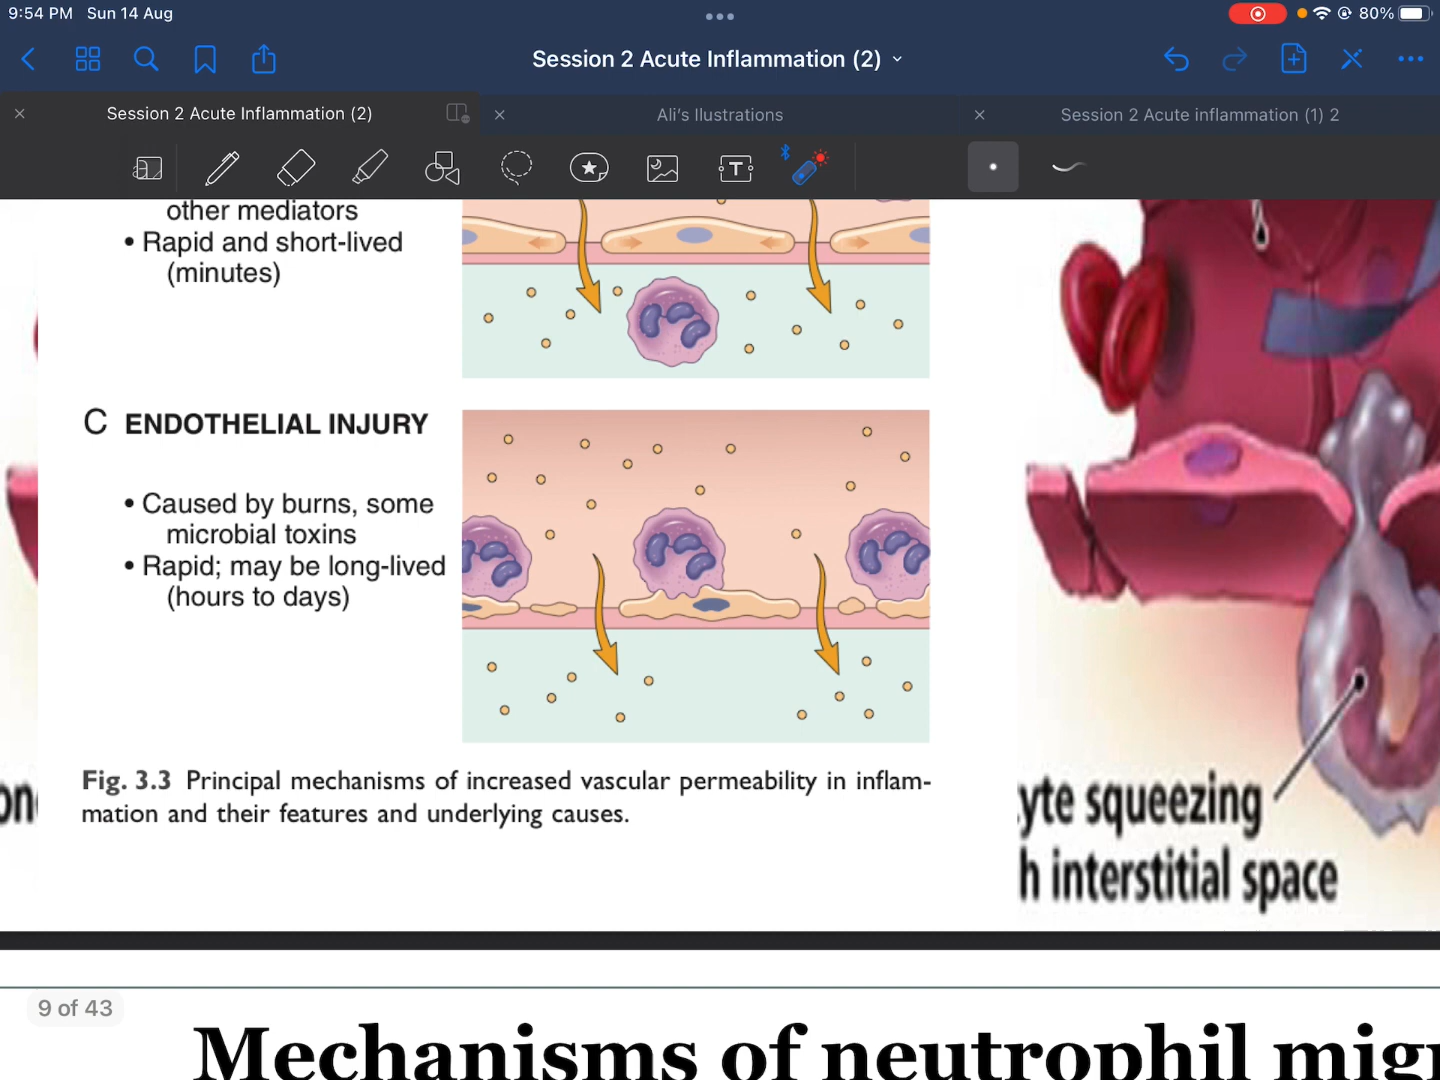 9:54 PM Sun 14 Aug
80%
Session 2 Acute Inflammation (2)
Session 2 Acute Inflammation (2)
Ali's Ilustrations
Session 2 Acute inflammation (1) 2
other mediators
• Rapid and short-lived
(minutes)
C ENDOTHELIAL INJURY
• Caused by burns, some
microbial toxins
• Rapid; may be long-lived
(hours to days)
Fig. 3.3 Principal mechanisms of increased vascular permeability in inflam-
mation and their features and underlying causes.
squeezing
interstitial space
9 of 43
Mechanisms of neutrophil